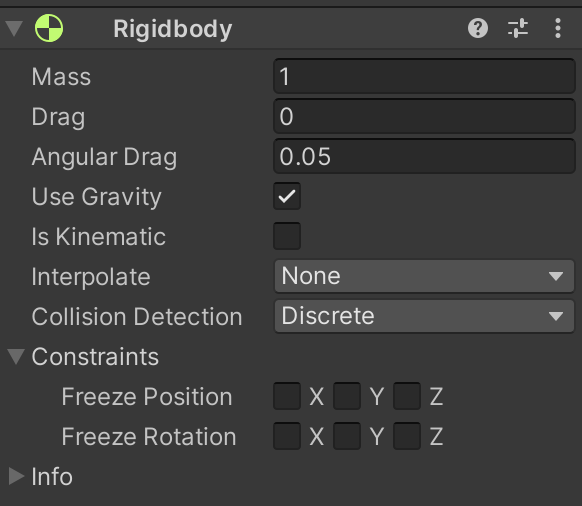 Rigidbody
Mass 1
Drag 0
Angular Drag 0.05
Use Gravity
Is Kinematic
Interpolate None
Collision Detection Discrete
Constraints
Freeze Position X Y Z
Freeze Rotation X Y Z
Info